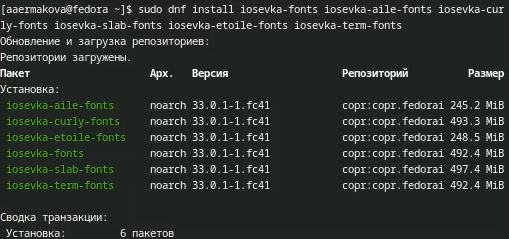 [aaermakova@fedora ~]$ sudo dnf install iosevka-fonts iosevka-aile-fonts iosevka-cur
ly-fonts iosevka-slab-fonts iosevka-etoile-fonts iosevka-term-fonts
Обновление и загрузка репозиториев:
Репозитории загружены.
Пакет Арх. Версия Репозиторий Размер
Установка:
iosevka-aile-fonts noarch 33.0.1-1.fc41 copr:copr.fedorai 245.2 MiB
iosevka-curly-fonts noarch 33.0.1-1.fc41 copr:copr.fedorai 493.3 MiB
iosevka-etoile-fonts noarch 33.0.1-1.fc41 copr:copr.fedorai 248.5 MiB
iosevka-fonts noarch 33.0.1-1.fc41 copr:copr.fedorai 492.4 MiB
iosevka-slab-fonts noarch 33.0.1-1.fc41 copr:copr.fedorai 497.4 MiB
iosevka-term-fonts noarch 33.0.1-1.fc41 copr:copr.fedorai 492.4 MiB
Сводка транзакции:
Установка: 6 пакетов